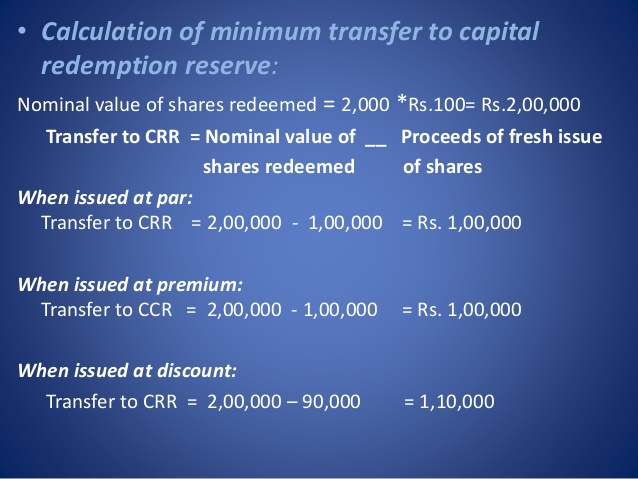 • Calculation of minimum transfer to capital
redemption reserve:
Nominal value of shares redeemed = 2,000 *Rs.100= Rs.2,00,000
Transfer to CRR = Nominal value of __ Proceeds of fresh issue
shares redeemed of shares
When issued at par:
Transfer to CRR = 2,00,000 - 1,00,000 = Rs. 1,00,000
When issued at premium:
Transfer to CCR = 2,00,000 - 1,00,000 = Rs. 1,00,000
When issued at discount:
Transfer to CRR = 2,00,000 – 90,000 = 1,10,000